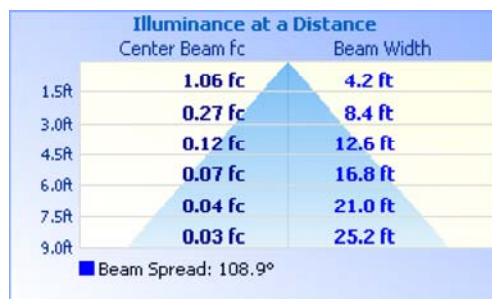 Illuminance at a Distance
Center Beam fc Beam Width
1.5ft 1.06 fc 4.2 ft
3.0ft 0.27 fc 8.4 ft
4.5ft 0.12 fc 12.6 ft
6.0ft 0.07 fc 16.8 ft
7.5ft 0.04 fc 21.0 ft
9.0ft 0.03 fc 25.2 ft
Beam Spread: 108.9º